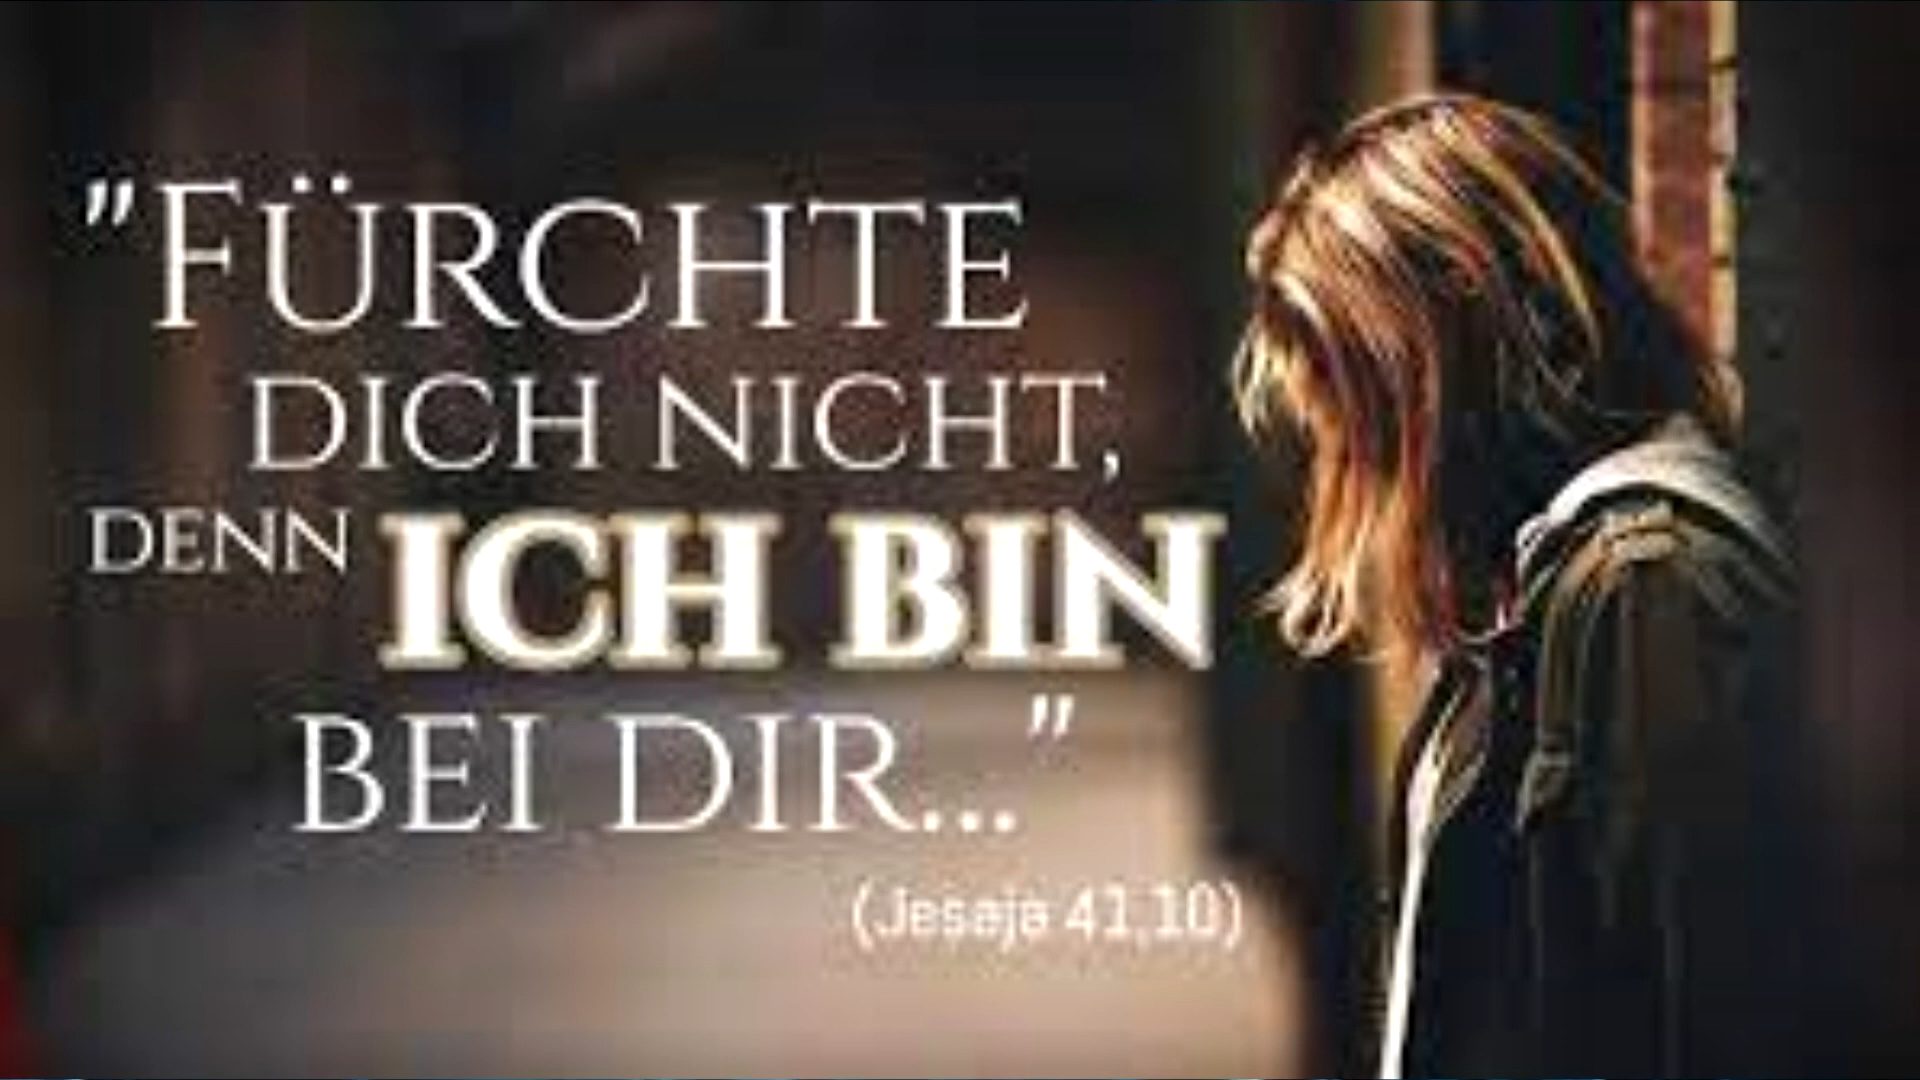 "FÜRCHTE
DICH NICHT,
DENN ICH BIN
BEI DIR..."
(Jesaja 41,10)